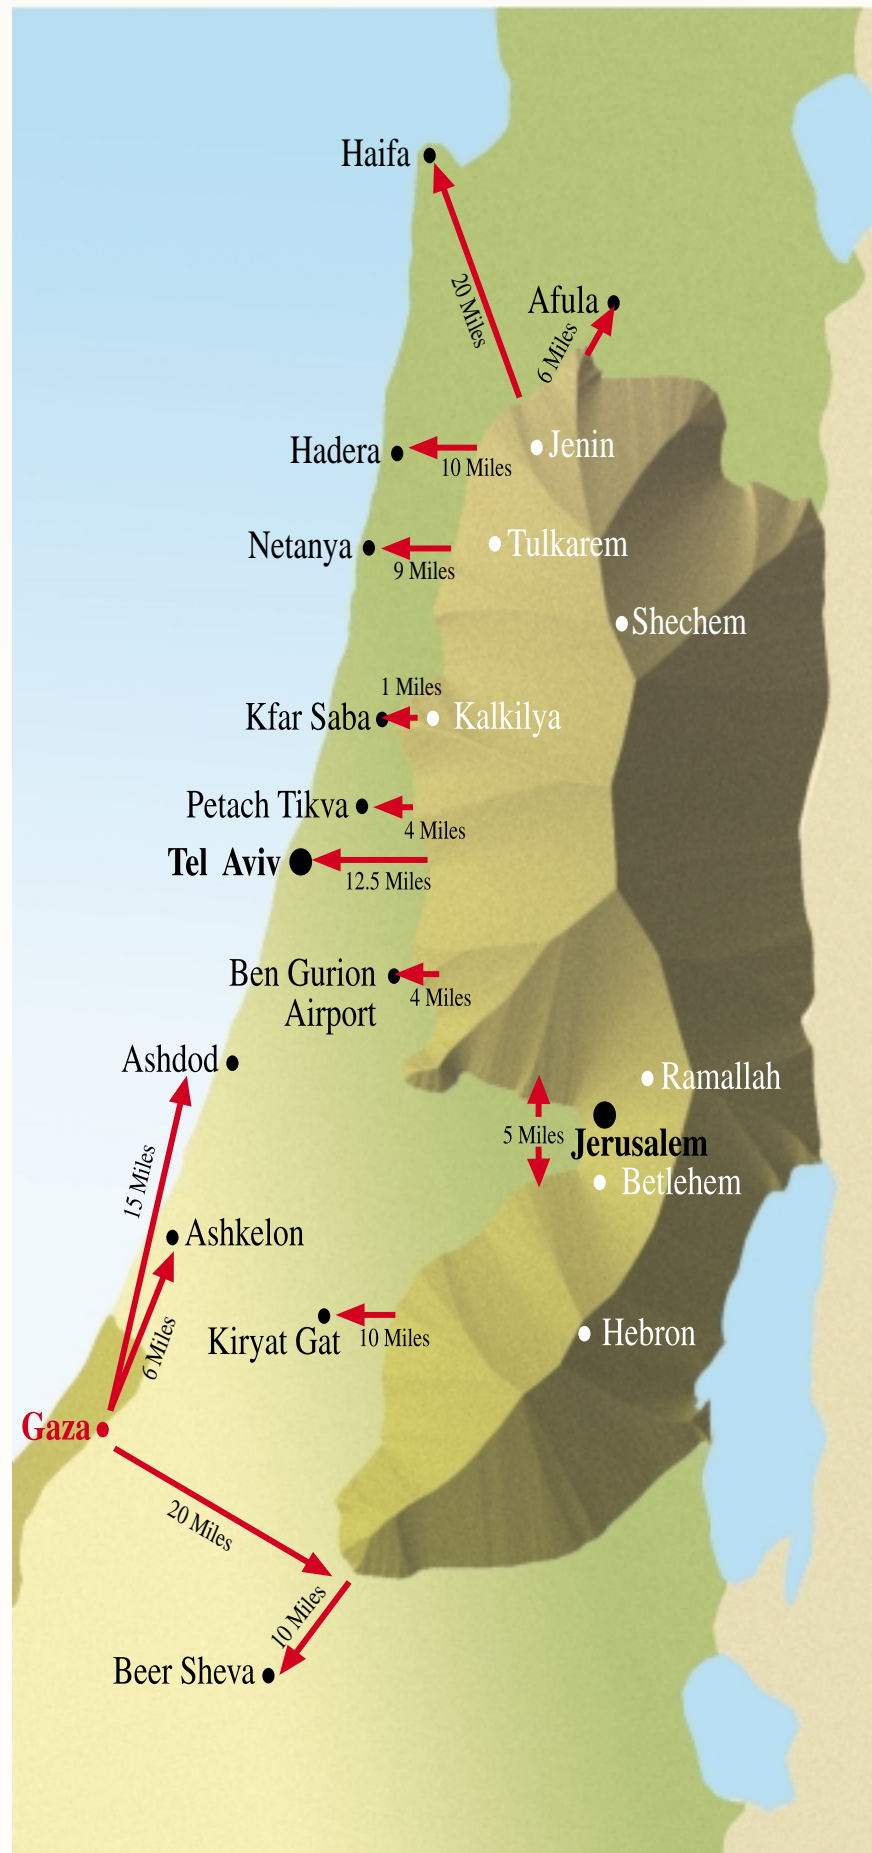 Haifa
20 Miles
Afula
6 Miles
Hadera
10 Miles
Jenin
Netanya
9 Miles
Tulkarem
Shechem
1 Miles
Kfar Saba
Kalkilya
Petach Tikva
4 Miles
Tel Aviv
12.5 Miles
Ben Gurion
Airport
4 Miles
Ashdod
Ramallah
5 Miles
Jerusalem
15 Miles
Betlehem
Ashkelon
6 Miles
Kiryat Gat
10 Miles
Hebron
Gaza
20 Miles
10 Miles
Beer Sheva